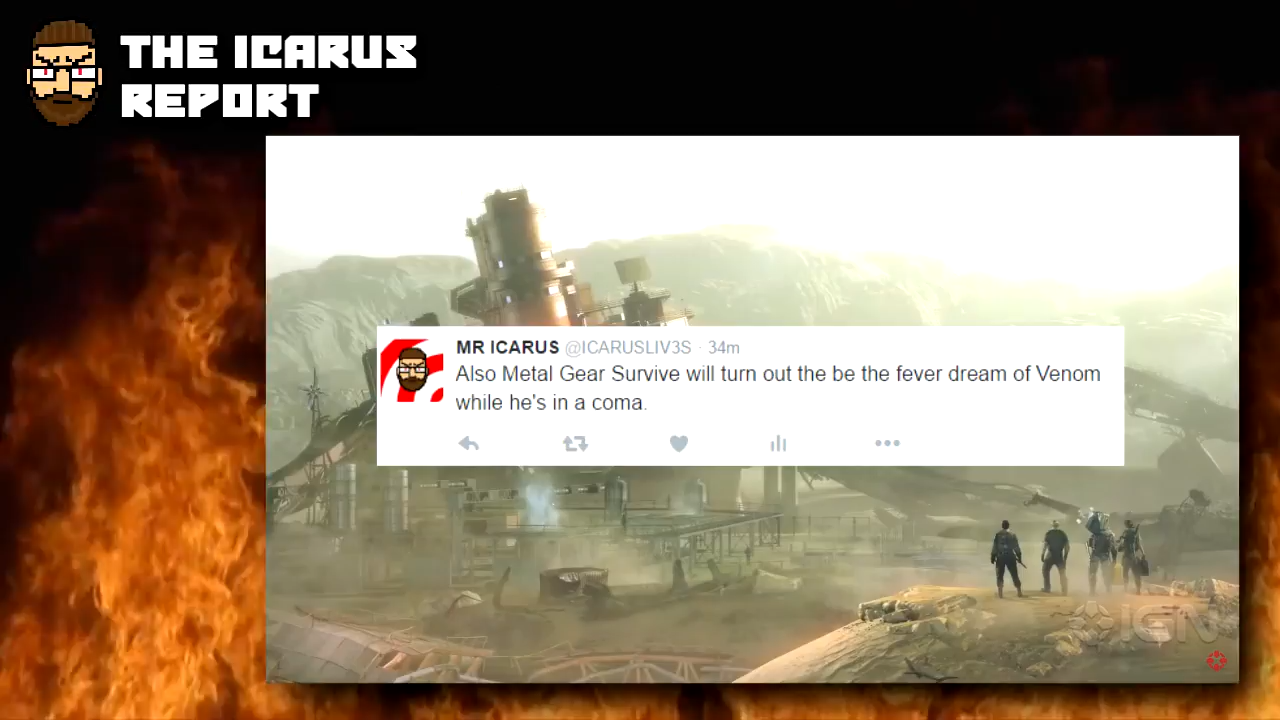 THE ICARUS
REPORT
MR ICARUS @ICARUSLIV3S · 34m
Also Metal Gear Survive will turn out the be the fever dream of Venom
while he's in a coma.
IGN